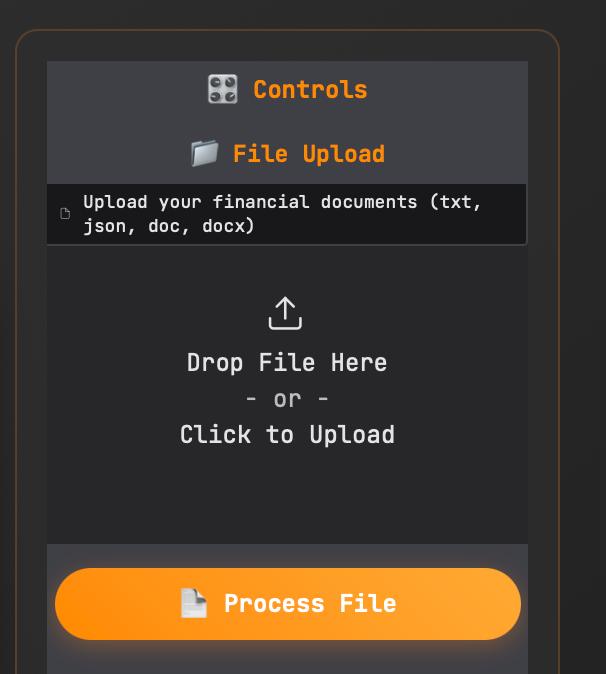 Controls
File Upload
Upload your financial documents (txt,
json, doc, docx)
Drop File Here
- or -
Click to Upload
Process File